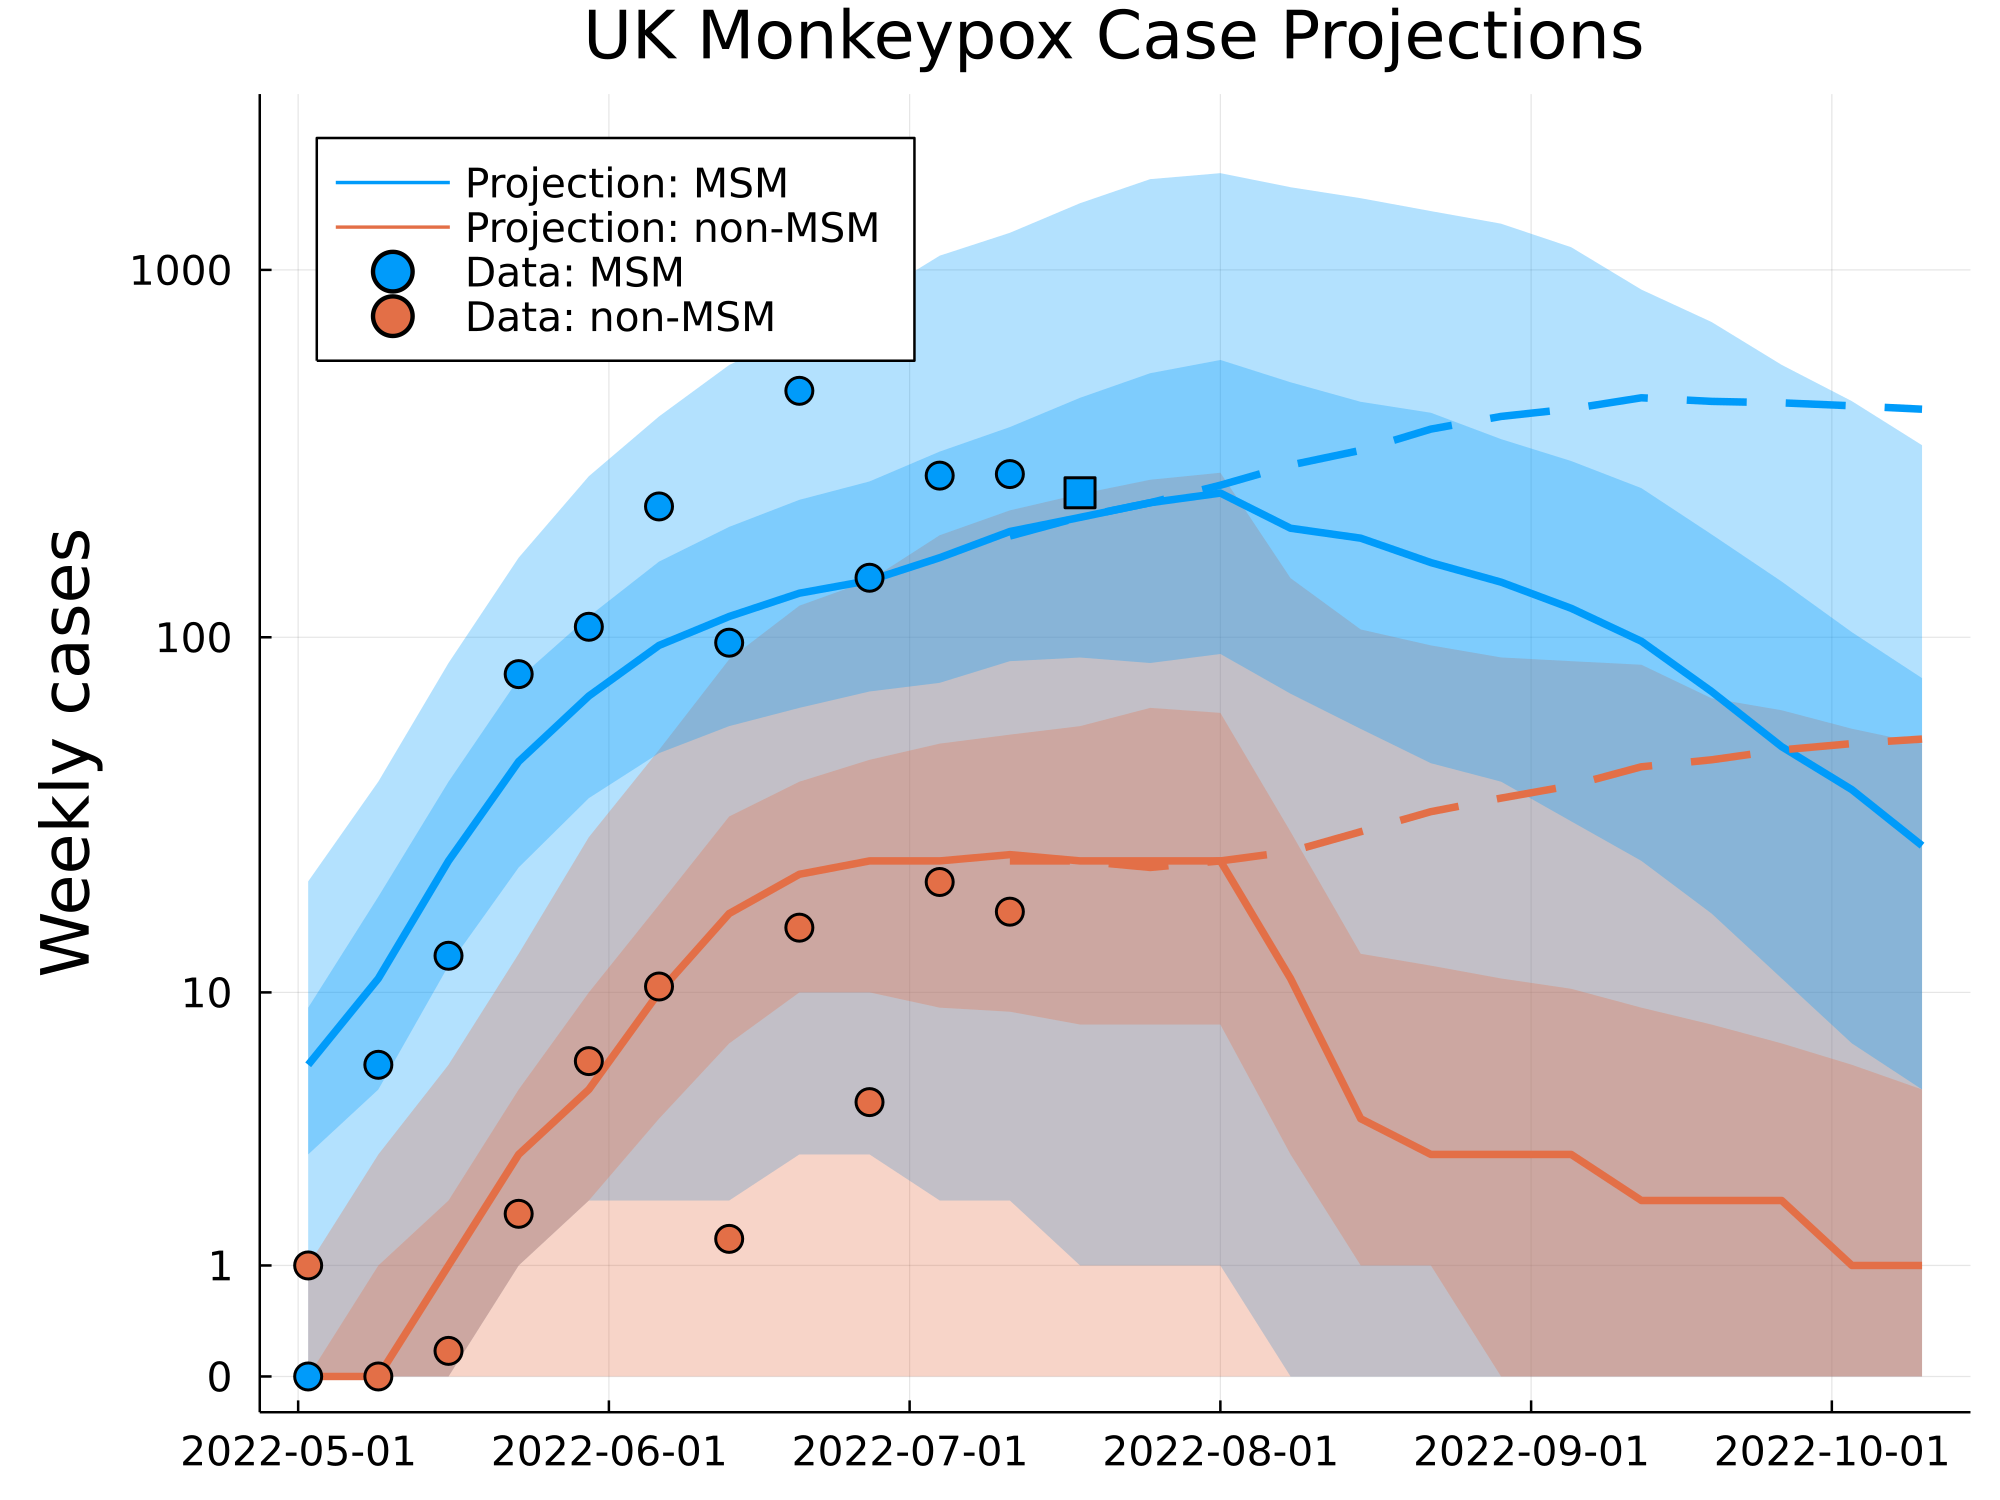 UK Monkeypox Case Projections
Projection: MSM
Projection: non-MSM
Data: MSM
Data: non-MSM
Weekly cases
1000
100
10
1
0
2022-05-01 2022-06-01 2022-07-01 2022-08-01 2022-09-01 2022-10-01